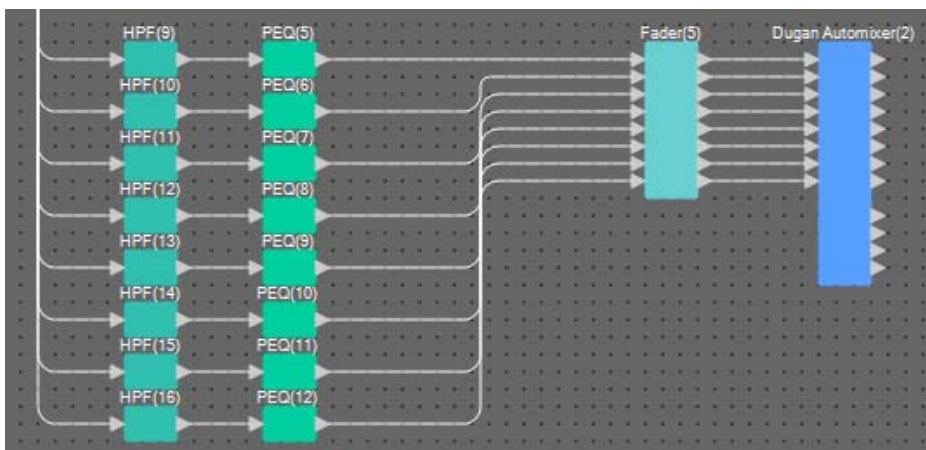 HPF(9) PEQ(5) Fader(5) Dugan Automixer(2)
HPF(10) PEQ(6)
HPF(11) PEQ(7)
HPF(12) PEQ(8)
HPF(13) PEQ(9)
HPF(14) PEQ(10)
HPF(15) PEQ(11)
HPF(16) PEQ(12)